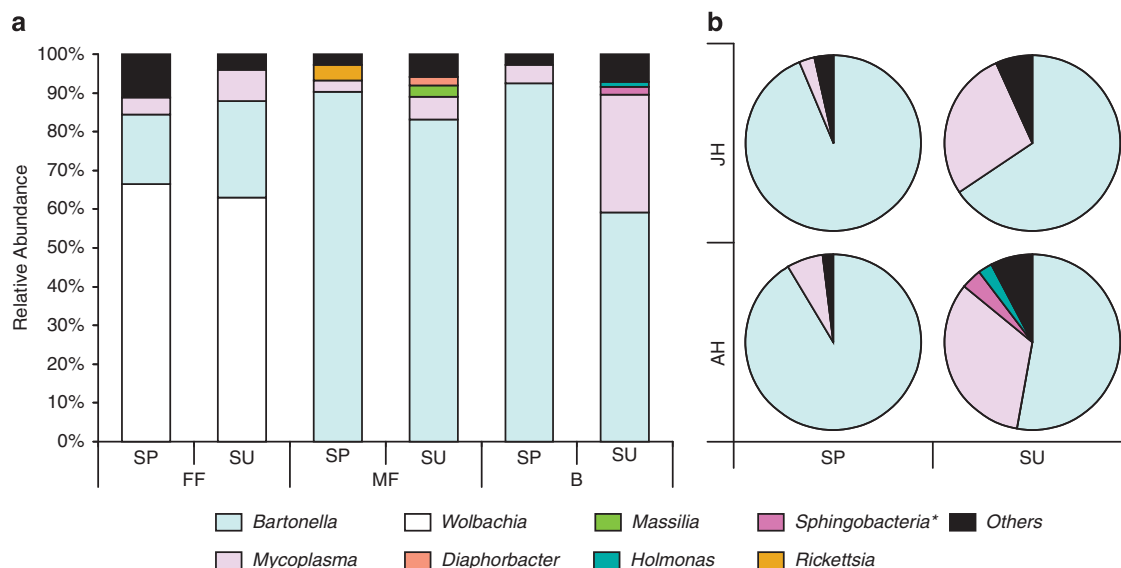 a
b
100%
90%
80%
70%
60%
50%
40%
30%
20%
10%
0%
Relative Abundance
SP SU SP SU SP SU
FF MF B
JH
AH
SP SU
Bartonella Wolbachia Massilia Sphingobacteria* Others
Mycoplasma Diaphorbacter Holmonas Rickettsia